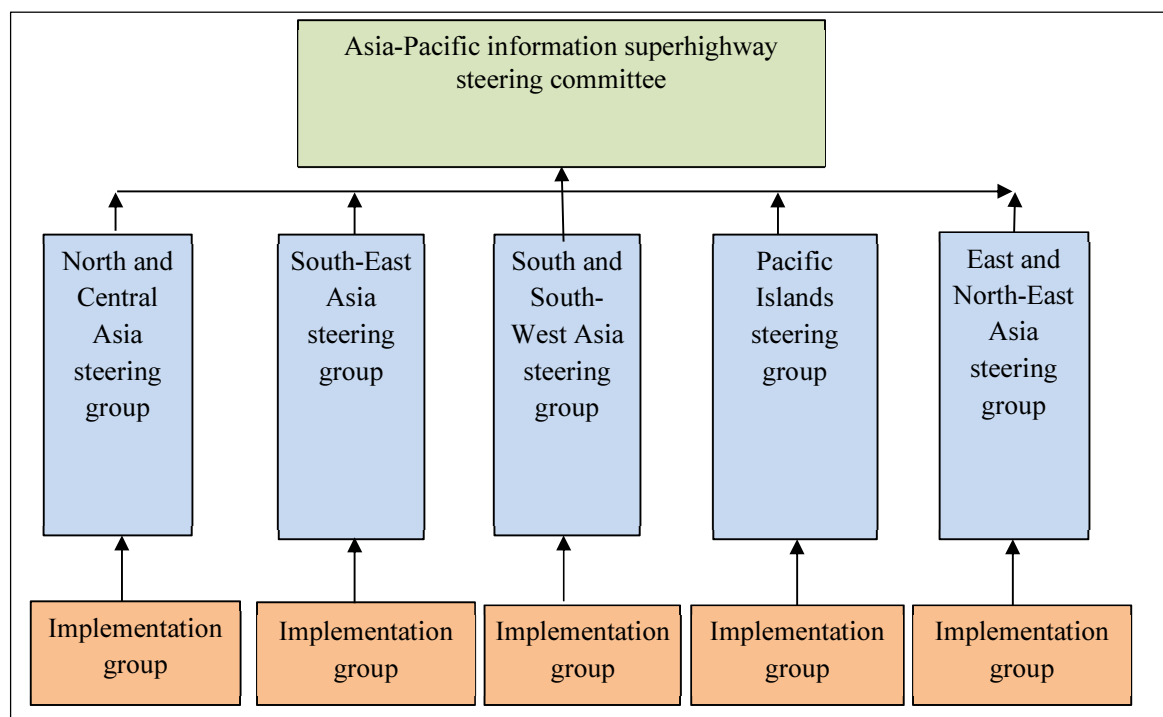 Asia-Pacific information superhighway
steering committee
North and
Central
Asia
steering
group
South-East
Asia
steering
group
South and
South-
West Asia
steering
group
Pacific
Islands
steering
group
East and
North-East
Asia
steering
group
Implementation
group
Implementation
group
Implementation
group
Implementation
group
Implementation
group